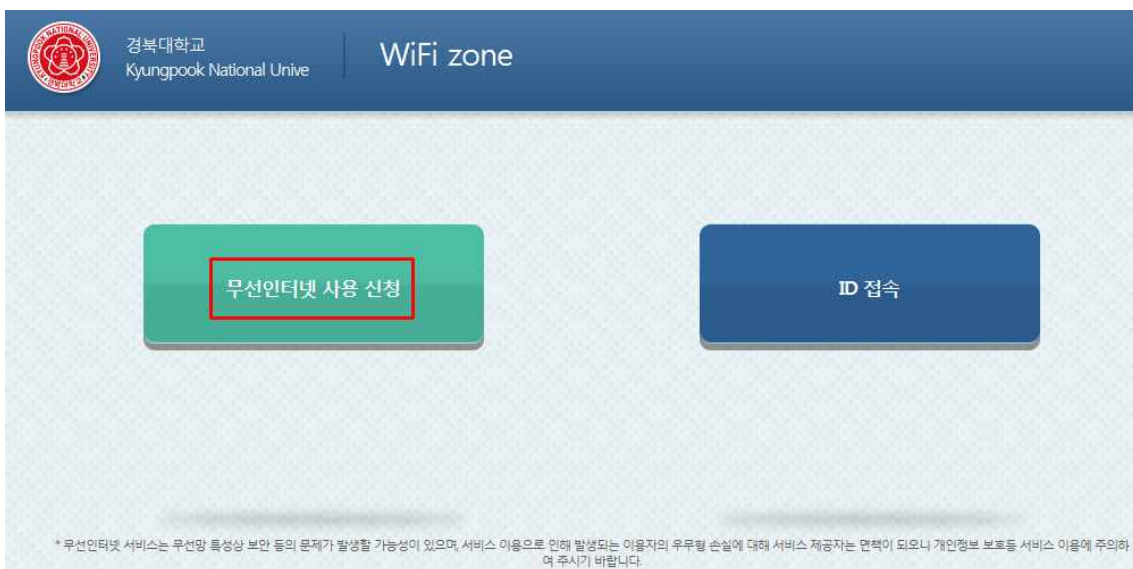 경북대학교
Kyungpook National Unive
WiFi zone
무선인터넷 사용 신청
ID 접속
* 무선인터넷 서비스는 무선망 특성상 보안 등의 문제가 발생할 가능성이 있으며, 서비스 이용으로 인해 발생되는 이용자의 유무형 손실에 대해 서비스 제공자는 면책이 되오니 개인정보 보호등 서비스 이용에 주의하
여 주시기 바랍니다.